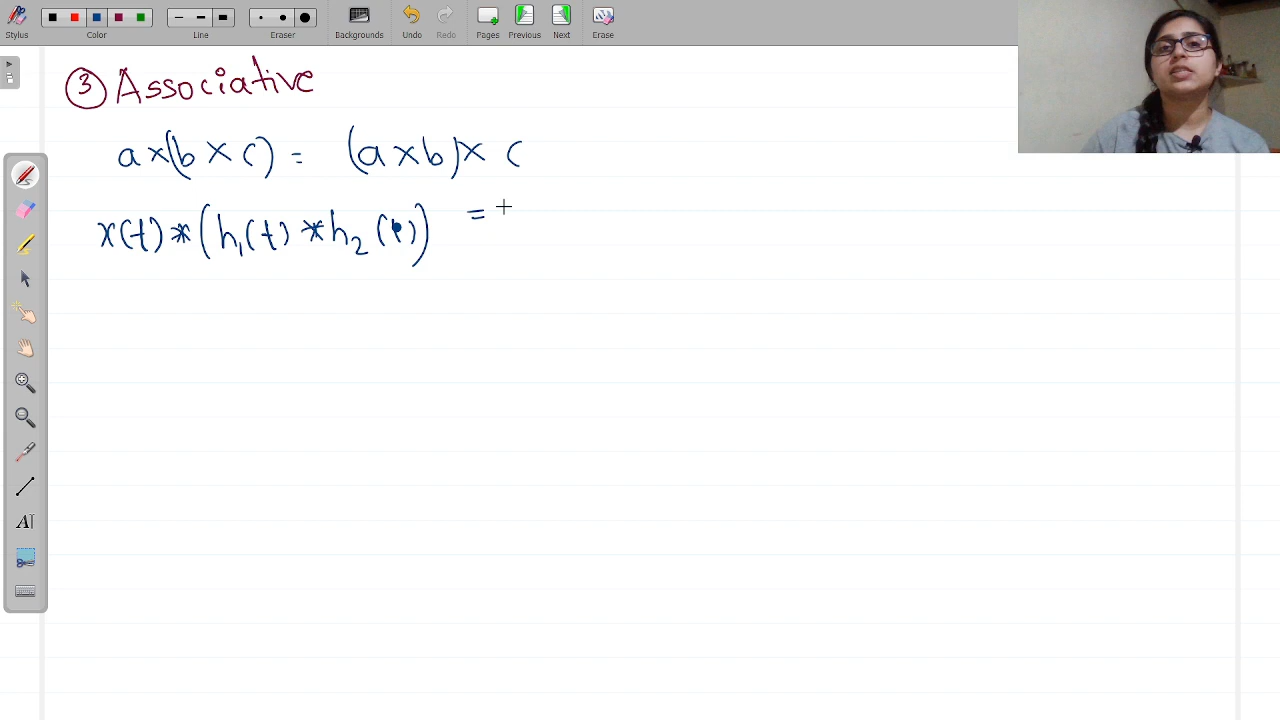 Stylus Color Line Eraser Backgrounds Undo Redo Pages Previous Next Erase
③ Associative
a×(b × c) = (a × b)× c
x(t)*(h₁(t) *h₂(t)) =
A